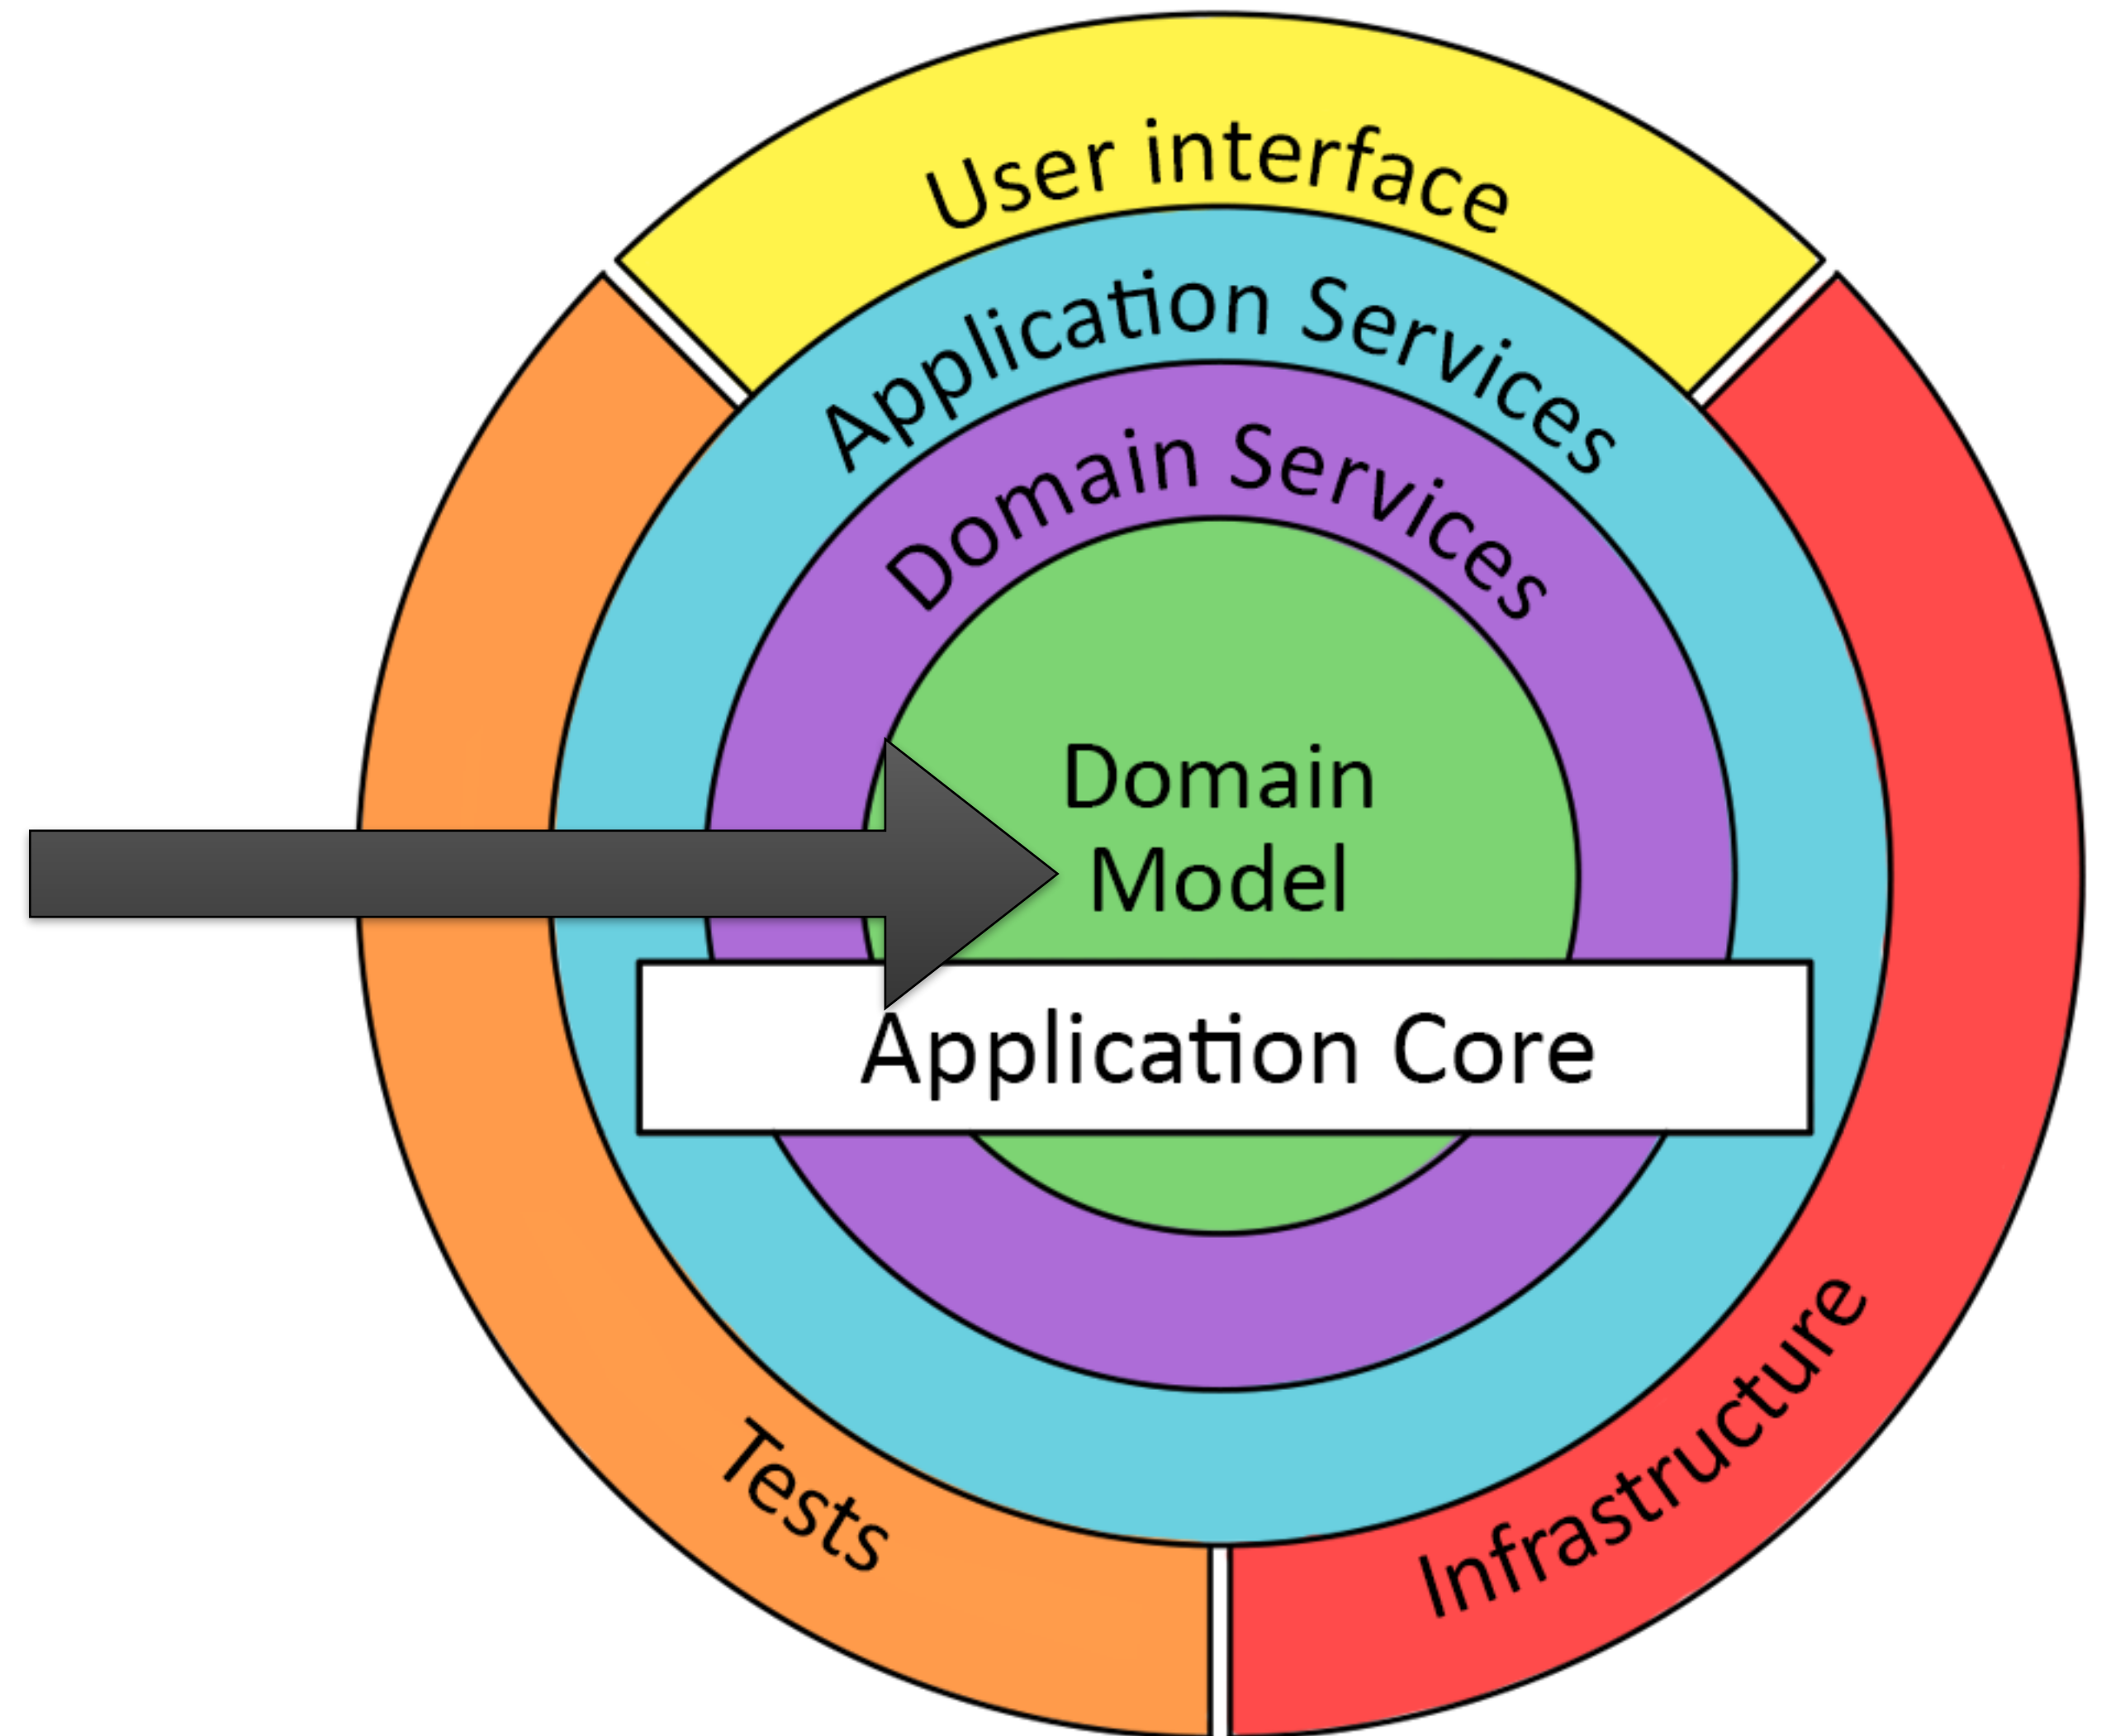 User interface
Application Services
Domain Services
Domain
Model
Application Core
Tests
Infrastructure